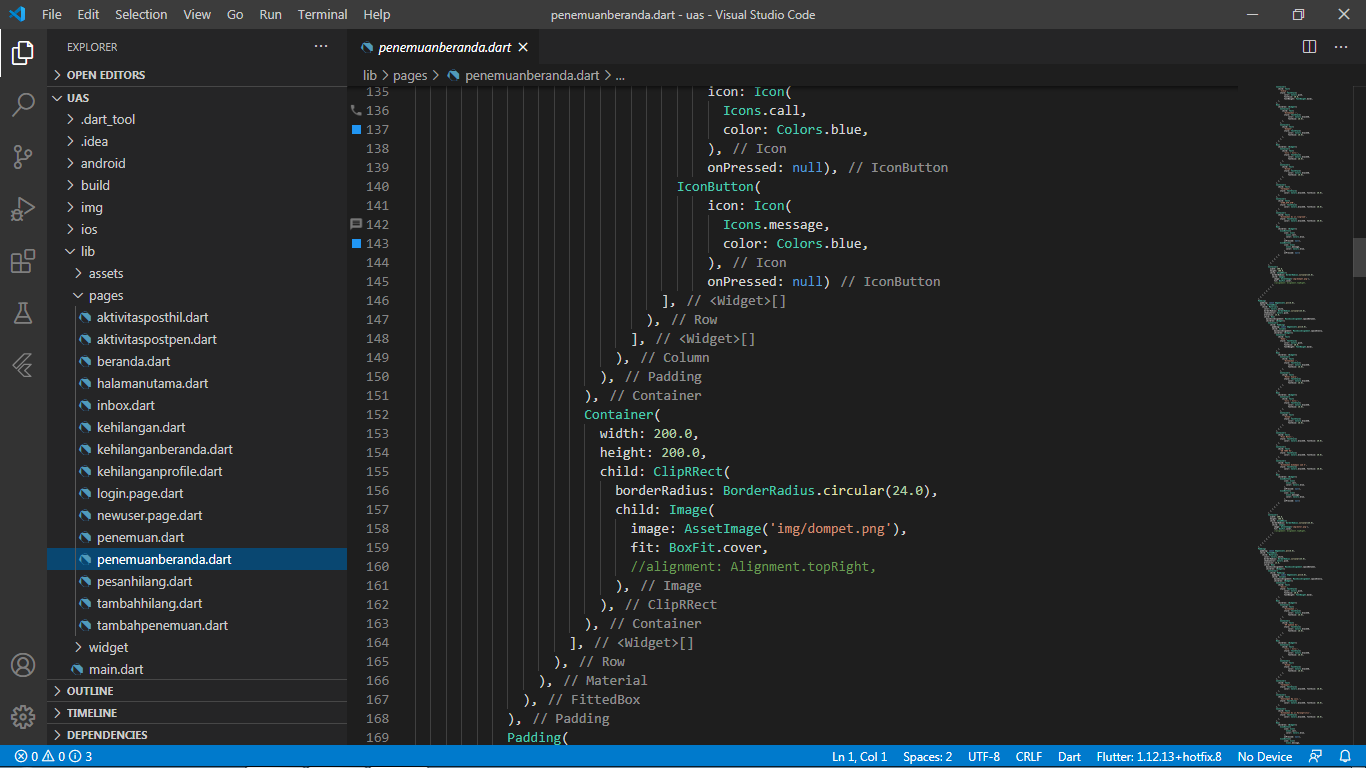 File Edit Selection View Go Run Terminal Help
penemuanberanda.dart - uas - Visual Studio Code
EXPLORER
OPEN EDITORS
UAS
.dart_tool
.idea
android
build
img
ios
lib
assets
pages
aktivitasposthil.dart
aktivitaspostpen.dart
beranda.dart
halamanutama.dart
inbox.dart
kehilangan.dart
kehilanganberanda.dart
kehilanganprofile.dart
login.page.dart
newuser.page.dart
penemuan.dart
penemuanberanda.dart
pesanhilang.dart
tambahhilang.dart
tambahpenemuan.dart
widget
main.dart
OUTLINE
TIMELINE
DEPENDENCIES
penemuanberanda.dart
lib > pages > penemuanberanda.dart > ...
135 icon: Icon(
136 Icons.call,
137 color: Colors.blue,
138 ), // Icon
139 onPressed: null), // IconButton
140 IconButton(
141 icon: Icon(
142 Icons.message,
143 color: Colors.blue,
144 ), // Icon
145 onPressed: null) // IconButton
146 ], // <Widget>[]
147 ), // Row
148 ], // <Widget>[]
149 ), // Column
150 ), // Padding
151 ), // Container
152 Container(
153 width: 200.0,
154 height: 200.0,
155 child: ClipRRect(
156 borderRadius: BorderRadius.circular(24.0),
157 child: Image(
158 image: AssetImage('img/dompet.png'),
159 fit: BoxFit.cover,
160 //alignment: Alignment.topRight,
161 ), // Image
162 ), // ClipRRect
163 ), // Container
164 ], // <Widget>[]
165 ), // Row
166 ), // Material
167 ), // FittedBox
168 ), // Padding
169 Padding(
0 0 3
Ln 1, Col 1 Spaces: 2 UTF-8 CRLF Dart Flutter: 1.12.13+hotfix.8 No Device